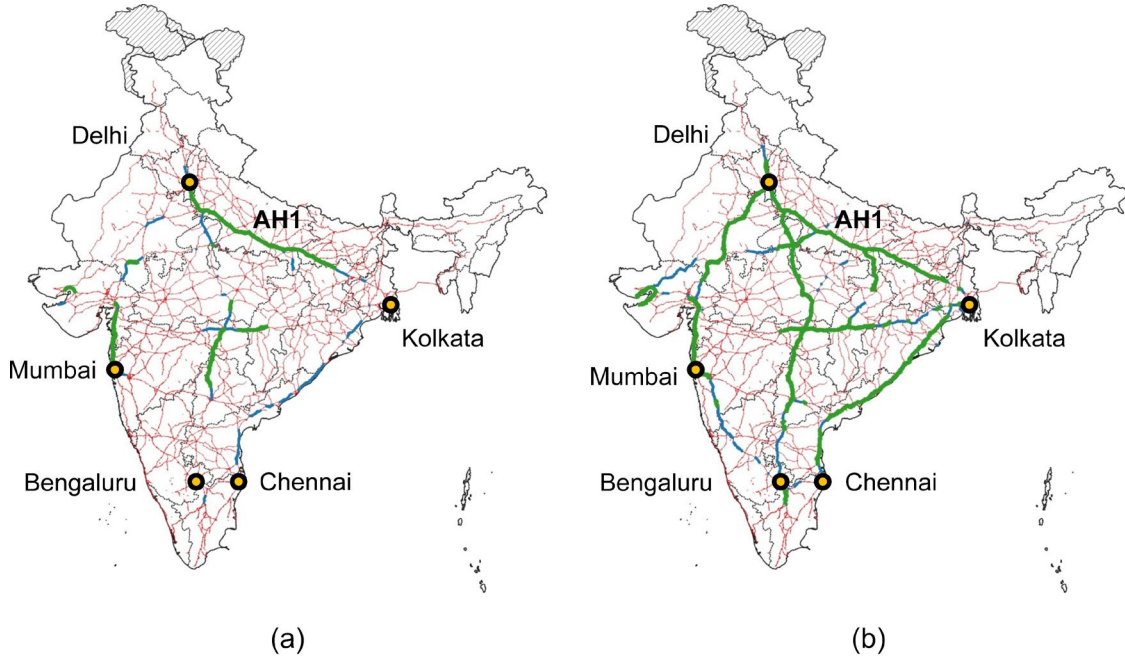 Delhi
AH1
Kolkata
Mumbai
Bengaluru
Chennai
(a)
Delhi
AH1
Kolkata
Mumbai
Bengaluru
Chennai
(b)